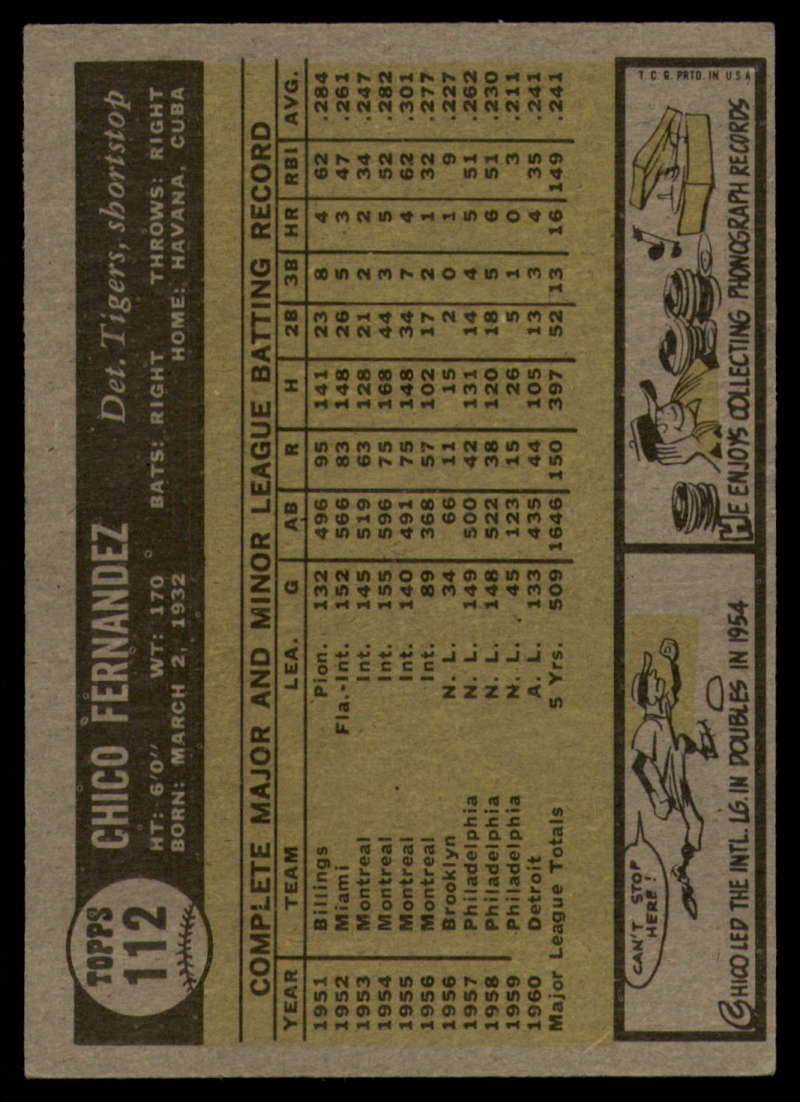 TOPPS
112
CHICO FERNANDEZ Det. Tigers, shortstop
HT: 6'0" WT: 170 BATS: RIGHT THROWS: RIGHT
BORN: MARCH 2, 1932 HOME: HAVANA, CUBA
COMPLETE MAJOR AND MINOR LEAGUE BATTING RECORD
YEAR TEAM LEA. G AB R H 2B 3B HR RBI AVG.
1951 Billings Pion. 132 496 95 141 23 8 4 62 .284
1952 Miami Fla.-Int. 152 566 83 148 26 5 3 47 .261
1953 Montreal Int. 145 519 63 128 21 2 2 34 .247
1954 Montreal Int. 155 596 75 168 44 3 5 52 .282
1955 Montreal Int. 140 491 75 148 34 7 4 62 .301
1956 Montreal Int. 89 368 57 102 17 2 1 32 .277
1956 Brooklyn N. L. 34 66 11 15 2 0 1 9 .227
1957 Philadelphia N. L. 149 500 42 131 14 4 5 51 .262
1958 Philadelphia N. L. 148 522 38 120 18 5 6 51 .230
1959 Philadelphia N. L. 45 123 15 26 5 1 0 3 .211
1960 Detroit A. L. 133 435 44 105 13 3 4 35 .241
Major League Totals 5 Yrs. 509 1646 150 397 52 13 16 149 .241
CAN'T STOP
HERE!
CHICO LED THE INTL. LG. IN DOUBLES IN 1954
HE ENJOYS COLLECTING PHONOGRAPH RECORDS
T. C. G. PRTD. IN U S A